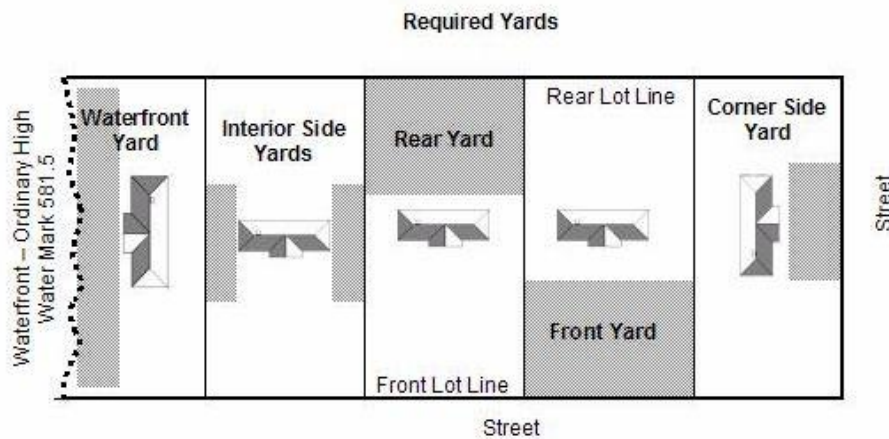 Required Yards
Waterfront – Ordinary High
Water Mark 581.5
Waterfront
Yard
Interior Side
Yards
Rear Yard
Rear Lot Line
Corner Side
Yard
Street
Front Yard
Front Lot Line
Street